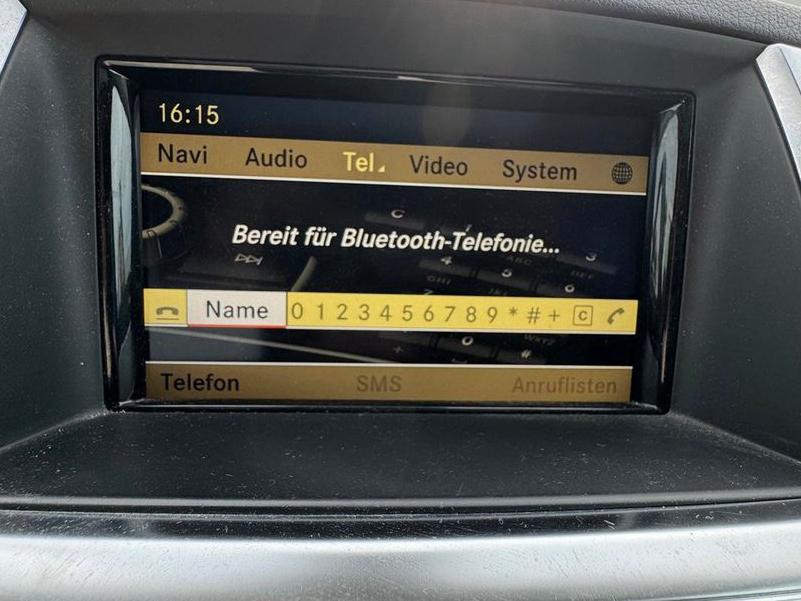 16:15
Navi Audio Tel Video System
Bereit für Bluetooth-Telefonie...
Name 0 1 2 3 4 5 6 7 8 9 * # + C
Telefon SMS Anruflisten